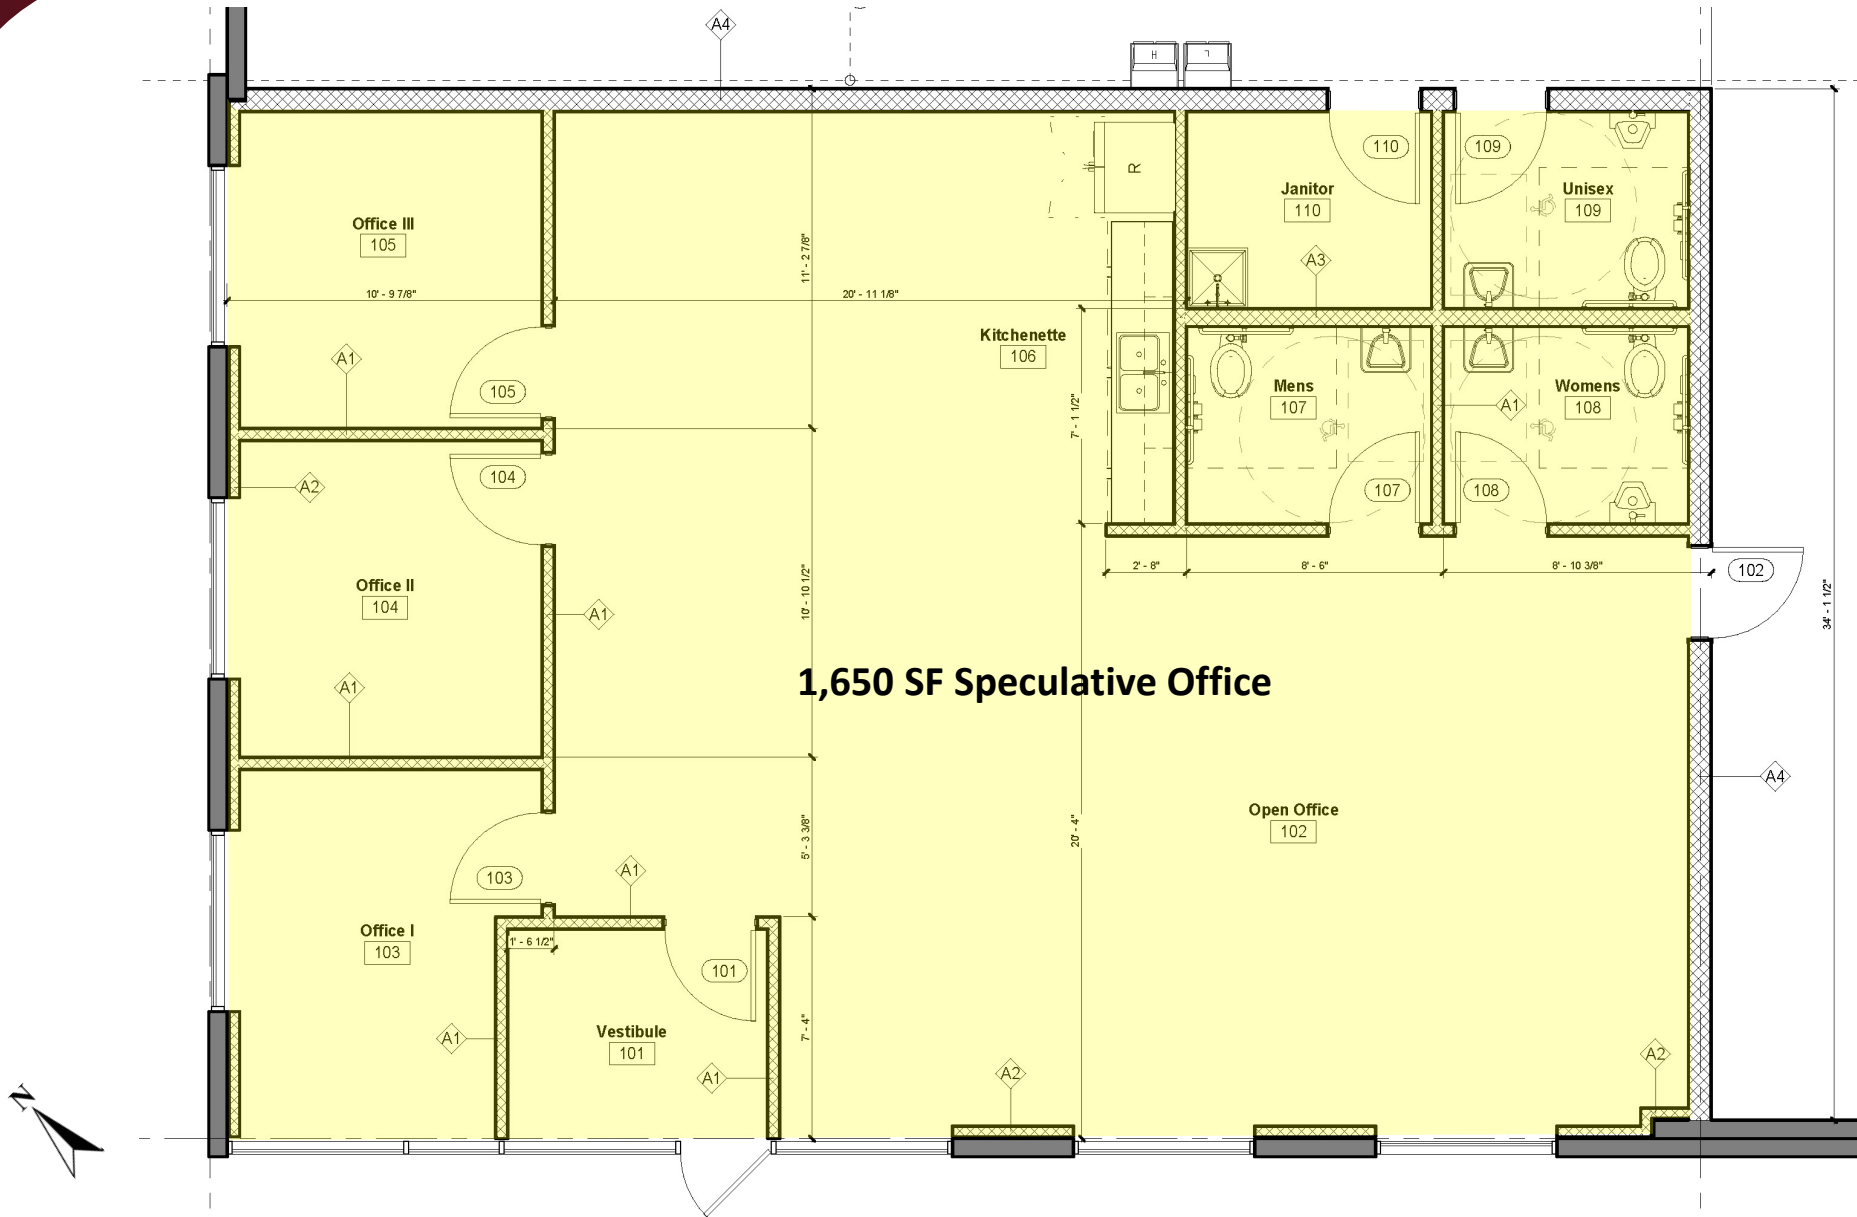 A4
H
L
110
109
Janitor
110
Unisex
109
R
Office III
105
11' - 2 7/8"
A3
10' - 9 7/8"
20' - 11 1/8"
Kitchenette
106
A1
105
Mens
107
Womens
108
A1
7' - 1 1/2"
104
A2
107
108
2' - 8"
8' - 6"
8' - 10 3/8"
102
Office II
104
A1
10' - 10 1/2"
34' - 1 1/2"
A1
1,650 SF Speculative Office
A4
Open Office
102
5' - 3 3/8"
20' - 4"
103
A1
Office I
103
1' - 6 1/2"
101
Vestibule
101
7' - 4"
A1
A1
A2
A2
N